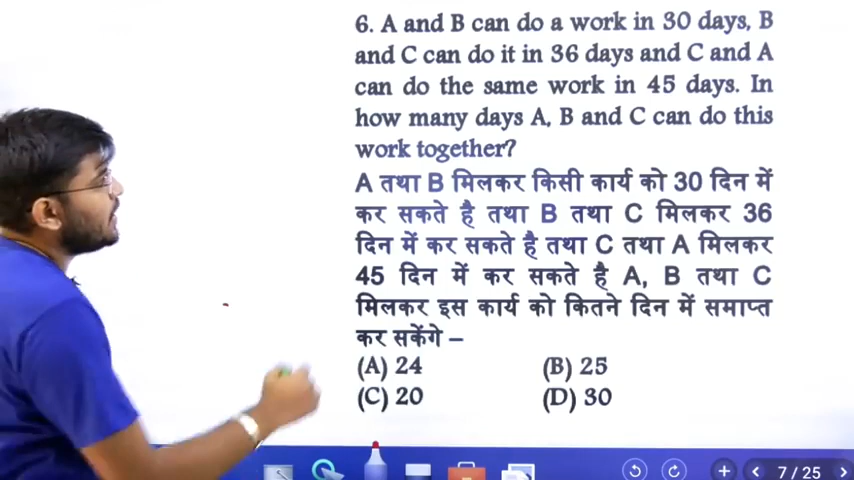 6. A and B can do a work in 30 days, B
and C can do it in 36 days and C and A
can do the same work in 45 days. In
how many days A, B and C can do this
work together?
A तथा B मिलकर किसी कार्य को 30 दिन में
कर सकते है तथा B तथा C मिलकर 36
दिन में कर सकते है तथा C तथा A मिलकर
45 दिन में कर सकते है A, B तथा C
मिलकर इस कार्य को कितने दिन में समाप्त
कर सकेंगे –
(A) 24 (B) 25
(C) 20 (D) 30
7 / 25